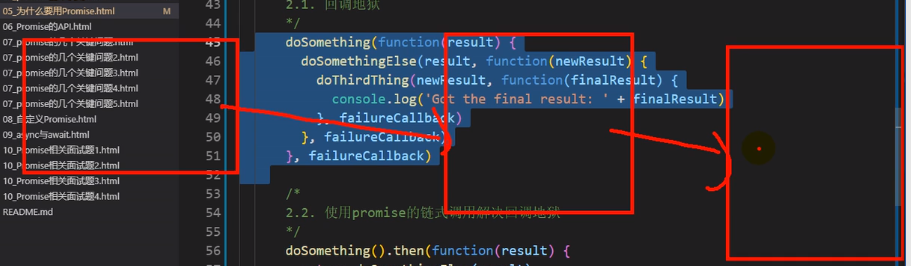 05_为什么要用Promise.html
06_Promise的API.html
07_promise的几个关键问题1.html
07_promise的几个关键问题2.html
07_promise的几个关键问题3.html
07_promise的几个关键问题4.html
07_promise的几个关键问题5.html
08_自定义Promise.html
09_async与await.html
10_Promise相关面试题1.html
10_Promise相关面试题2.html
10_Promise相关面试题3.html
10_Promise相关面试题4.html
README.md
43 2.1. 回调地狱
44 */
45 doSomething(function(result) {
46 doSomethingElse(result, function(newResult) {
47 doThirdThing(newResult, function(finalResult) {
48 console.log('Got the final result: ' + finalResult)
49 }, failureCallback)
50 }, failureCallback)
51 }, failureCallback)
52
53 /*
54 2.2. 使用promise的链式调用解决回调地狱
55 */
56 doSomething().then(function(result) {